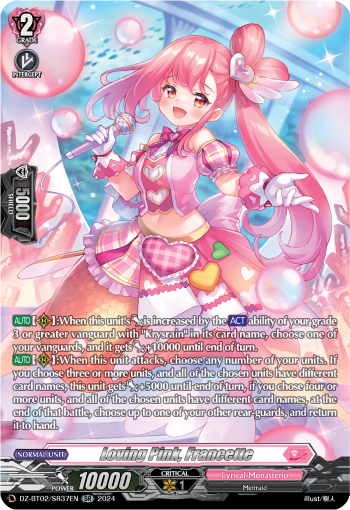 2
GRADE
INTERCEPT
5000
SHIELD
AUTO [ ]:When this unit's is increased by the ACT ability of your grade
3 or greater vanguard with "Krysrain" in its card name, choose one of
your vanguards, and it gets +10000 until end of turn.
AUTO [ ]:When this unit attacks, choose any number of your units. If
you choose three or more units, and all of the chosen units have different
card names, this unit gets +5000 until end of turn, if you chose four or
more units, and all of the chosen units have different card names, at the
end of that battle, choose up to one of your other rear-guards, and return
it to hand.
NORMAL UNIT
Loving Pink, Francette
POWER 10000
CRITICAL
1
Lyrical Monasterio
Mermaid
DZ-BT02/SR37EN SR 2024
illust/樹人